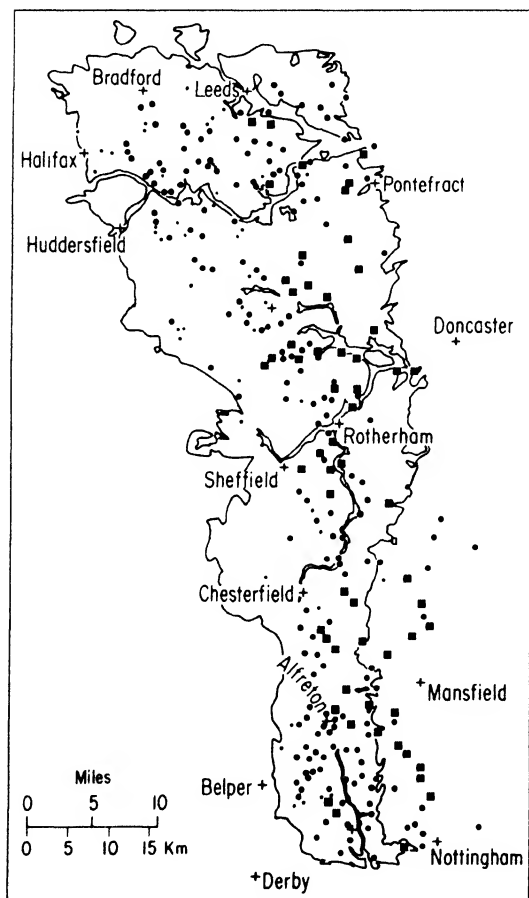 Bradford
Leeds
Halifax
Pontefract
Huddersfield
Doncaster
Rotherham
Sheffield
Chesterfield
Alfreton
Mansfield
Miles
0 5 10
Belper
0 5 10 15 Km
Nottingham
Derby